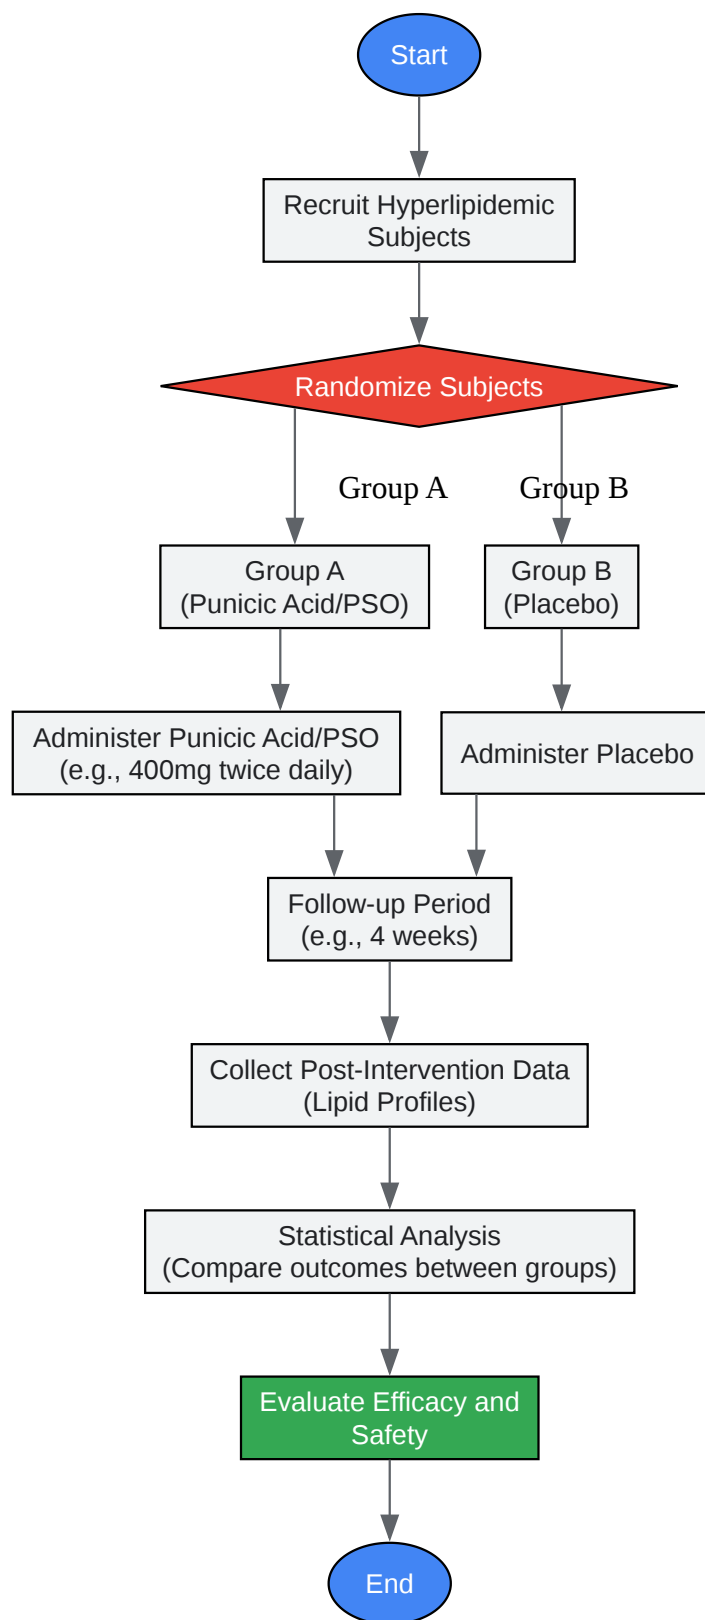 Start
Recruit Hyperlipidemic
Subjects
Randomize Subjects
Group A
Group B
Group A
(Punicic Acid/PSO)
Group B
(Placebo)
Administer Punicic Acid/PSO
(e.g., 400mg twice daily)
Administer Placebo
Follow-up Period
(e.g., 4 weeks)
Collect Post-Intervention Data
(Lipid Profiles)
Statistical Analysis
(Compare outcomes between groups)
Evaluate Efficacy and
Safety
End